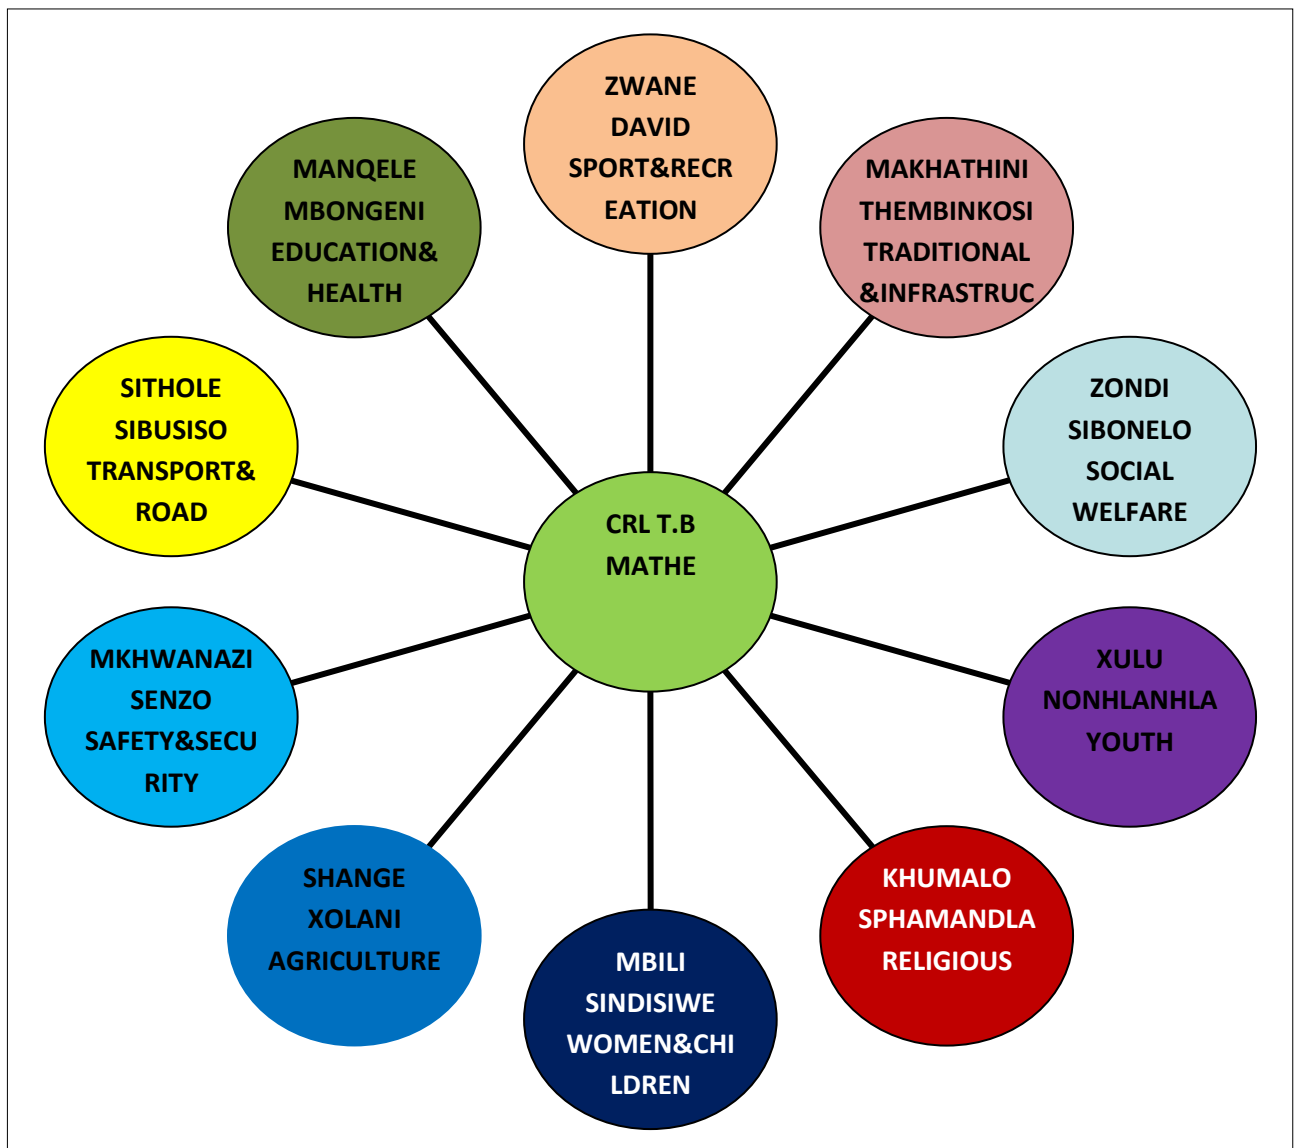 ZWANE
DAVID
SPORT&RECR
EATION
MAKHATHINI
THEMBINKOSI
TRADITIONAL
&INFRASTRUC
ZONDI
SIBONELO
SOCIAL
WELFARE
XULU
NONHLANHLA
YOUTH
KHUMALO
SPHAMANDLA
RELIGIOUS
MBILI
SINDISIWE
WOMEN&CHI
LDREN
SHANGE
XOLANI
AGRICULTURE
MKHWANAZI
SENZO
SAFETY&SECU
RITY
SITHOLE
SIBUSISO
TRANSPORT&
ROAD
MANQELE
MBONGENI
EDUCATION&
HEALTH
CRL T.B
MATHE